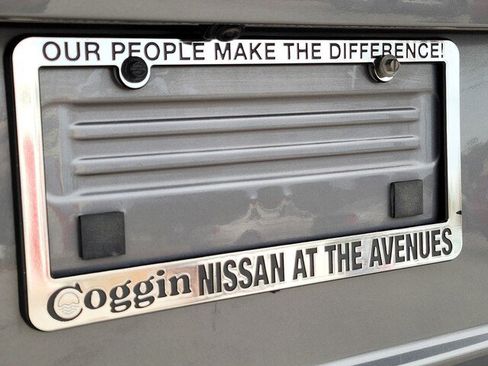 OUR PEOPLE MAKE THE DIFFERENCE!
Coggin NISSAN AT THE AVENUES